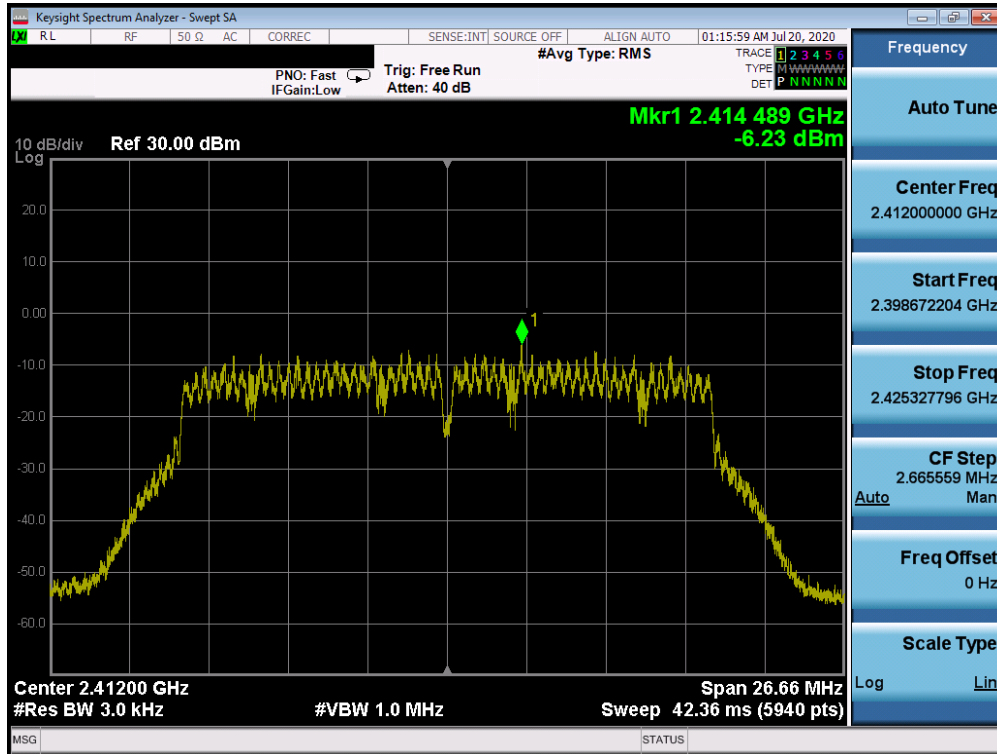 Keysight Spectrum Analyzer - Swept SA
LXI RL RF 50 Ω AC CORREC SENSE:INT SOURCE OFF ALIGN AUTO 01:15:59 AM Jul 20, 2020
#Avg Type: RMS
TRACE 1 2 3 4 5 6
PNO: Fast Trig: Free Run TYPE M WWWWW
IFGain:Low Atten: 40 dB DET P N N N N N
Mkr1 2.414 489 GHz
-6.23 dBm
10 dB/div Ref 30.00 dBm
Log
20.0
10.0
0.00
1
-10.0
-20.0
-30.0
-40.0
-50.0
-60.0
Center 2.41200 GHz Span 26.66 MHz
#Res BW 3.0 kHz #VBW 1.0 MHz Sweep 42.36 ms (5940 pts)
MSG STATUS
Frequency
Auto Tune
Center Freq
2.412000000 GHz
Start Freq
2.398672204 GHz
Stop Freq
2.425327796 GHz
CF Step
2.665559 MHz
Auto Man
Freq Offset
0 Hz
Scale Type
Log Lin